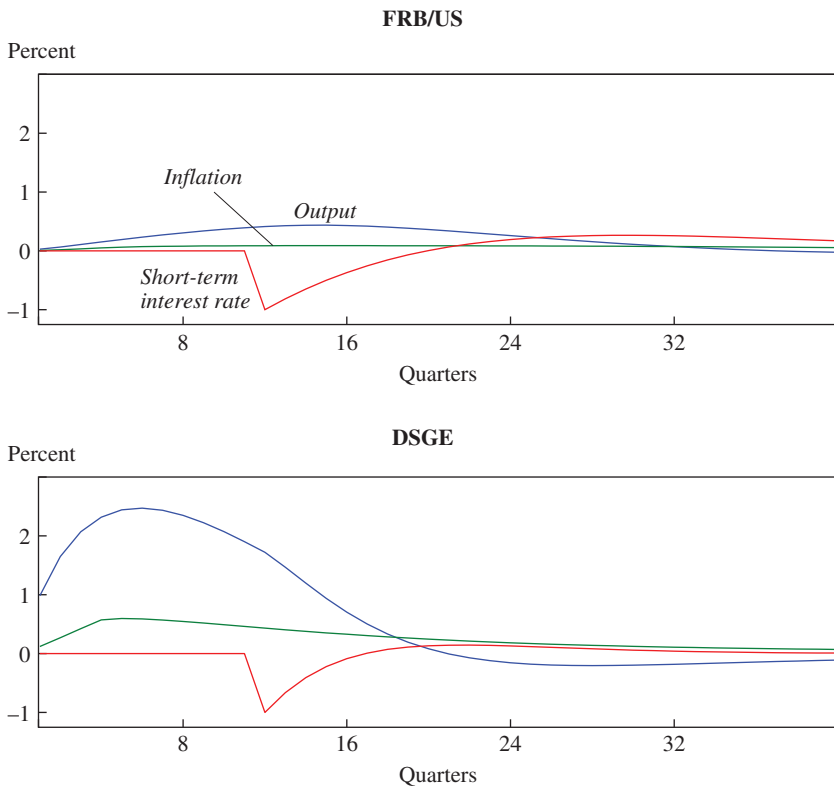 FRB/US
Percent
2
1
0
−1
Inflation
Output
Short-term
interest rate
8
16
24
32
Quarters
DSGE
Percent
2
1
0
−1
8
16
24
32
Quarters